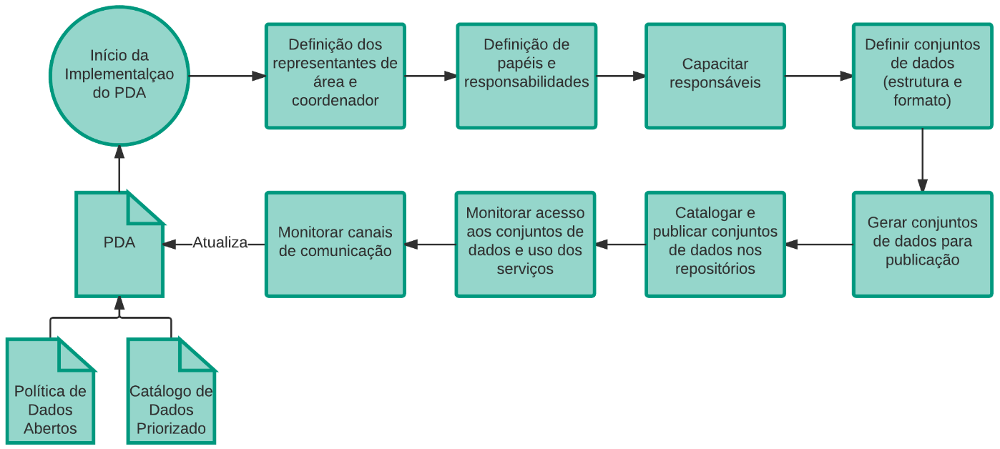 Início da
Implementalçao
do PDA
Definição dos
representantes de
área e
coordenador
Definição de
papéis e
responsabilidades
Capacitar
responsáveis
Definir conjuntos
de dados
(estrutura e
formato)
PDA
Atualiza
Monitorar canais
de comunicação
Monitorar acesso
aos conjuntos de
dados e uso dos
serviços
Catalogar e
publicar conjuntos
de dados nos
repositórios
Gerar conjuntos
de dados para
publicação
Política de
Dados
Abertos
Catálogo de
Dados
Priorizado